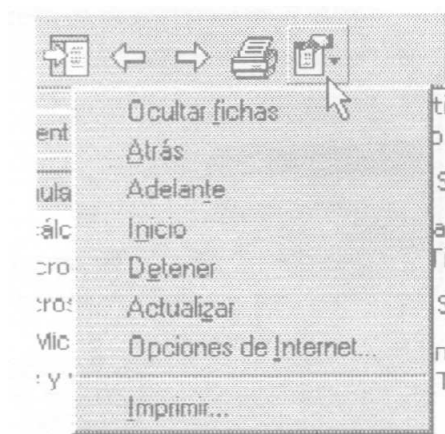 Ocultar fichas
Atrás
Adelante
Inicio
Detener
Actualizar
Opciones de Internet...
Imprimir...